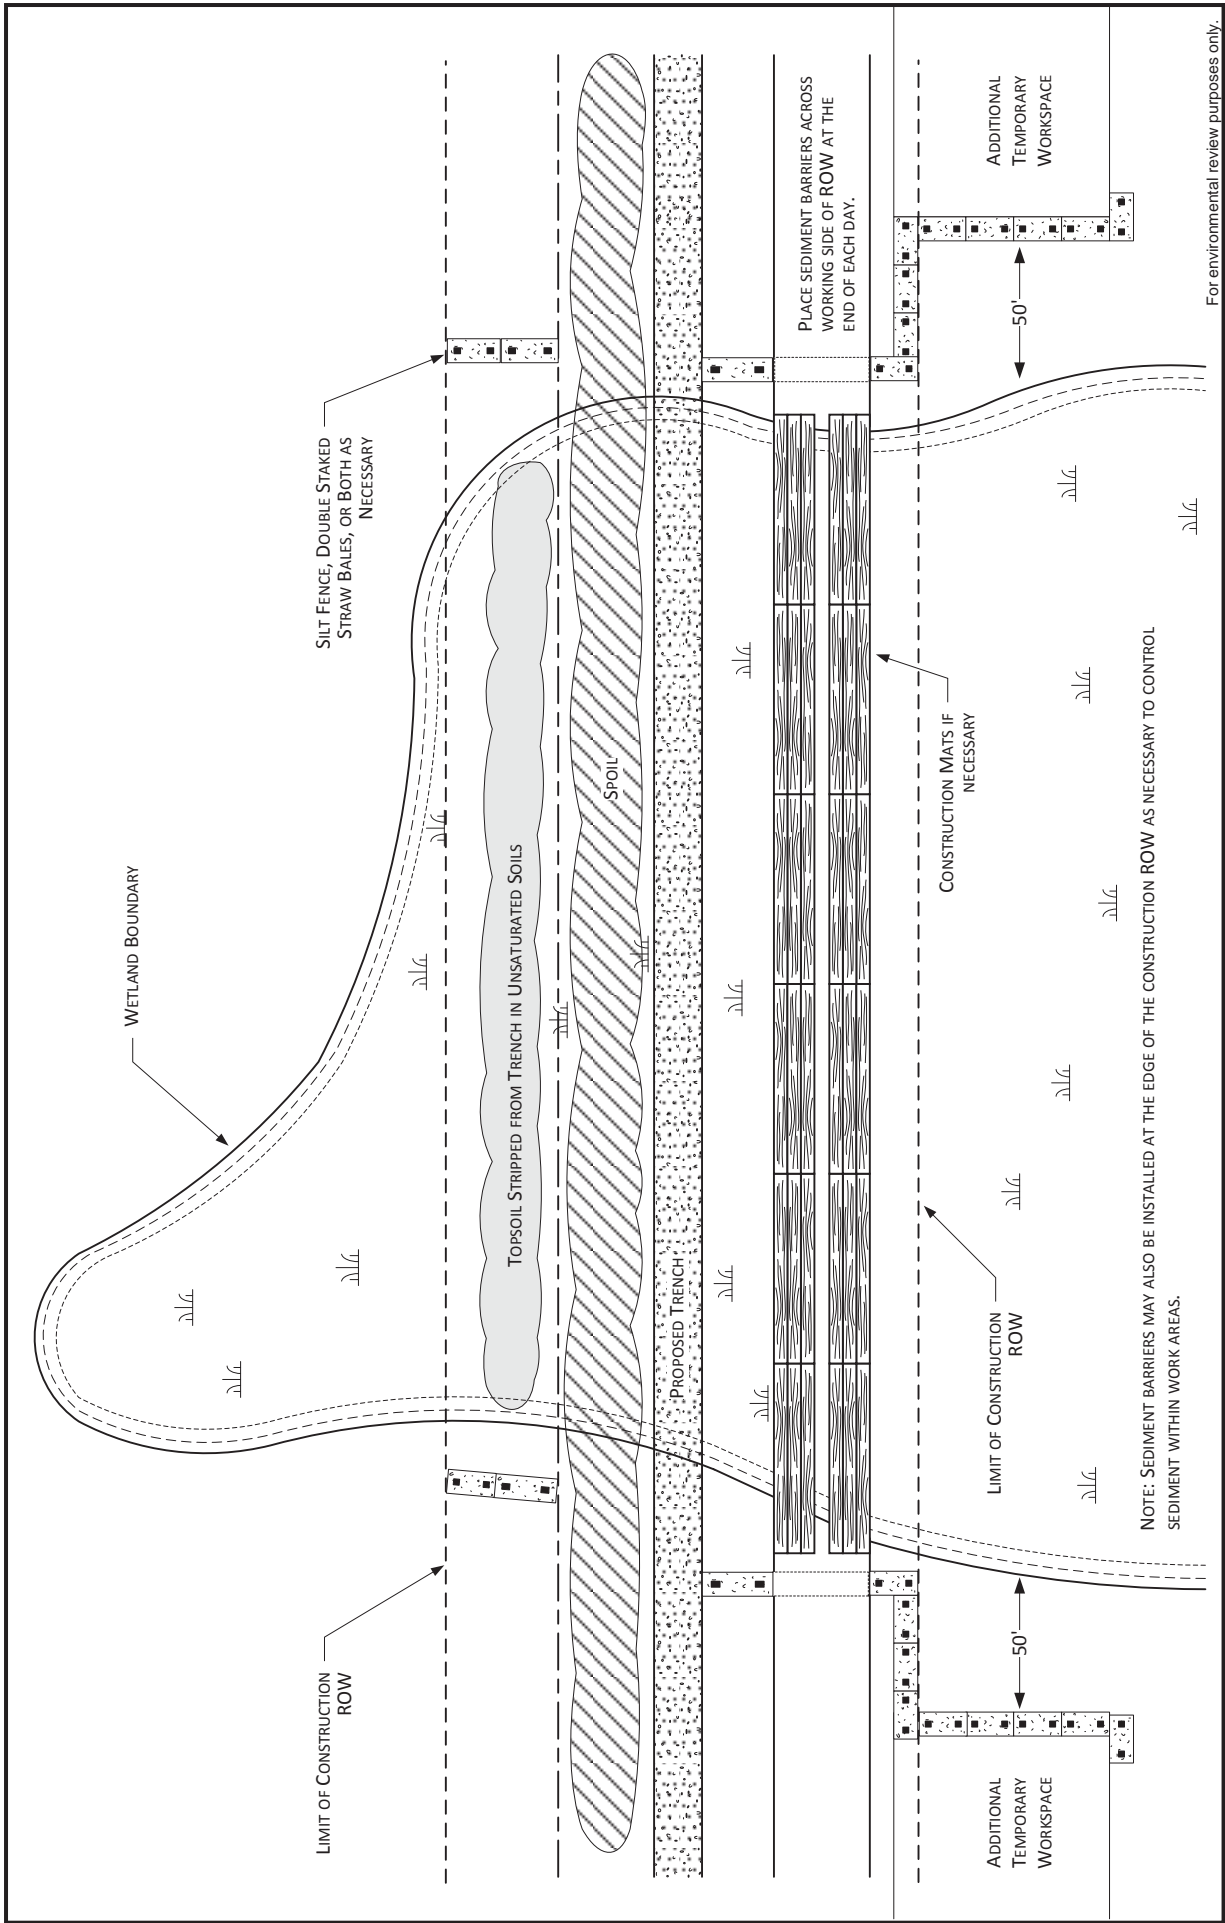 WETLAND BOUNDARY
LIMIT OF CONSTRUCTION
ROW
SILT FENCE, DOUBLE STAKED
STRAW BALES, OR BOTH AS
NECESSARY
TOPSOIL STRIPPED FROM TRENCH IN UNSATURATED SOILS
SPOIL
PROPOSED TRENCH
PLACE SEDIMENT BARRIERS ACROSS
WORKING SIDE OF ROW AT THE
END OF EACH DAY.
CONSTRUCTION MATS IF
NECESSARY
LIMIT OF CONSTRUCTION
ROW
ADDITIONAL
TEMPORARY
WORKSPACE
50'
50'
ADDITIONAL
TEMPORARY
WORKSPACE
NOTE: SEDIMENT BARRIERS MAY ALSO BE INSTALLED AT THE EDGE OF THE CONSTRUCTION ROW AS NECESSARY TO CONTROL
SEDIMENT WITHIN WORK AREAS.
For environmental review purposes only.